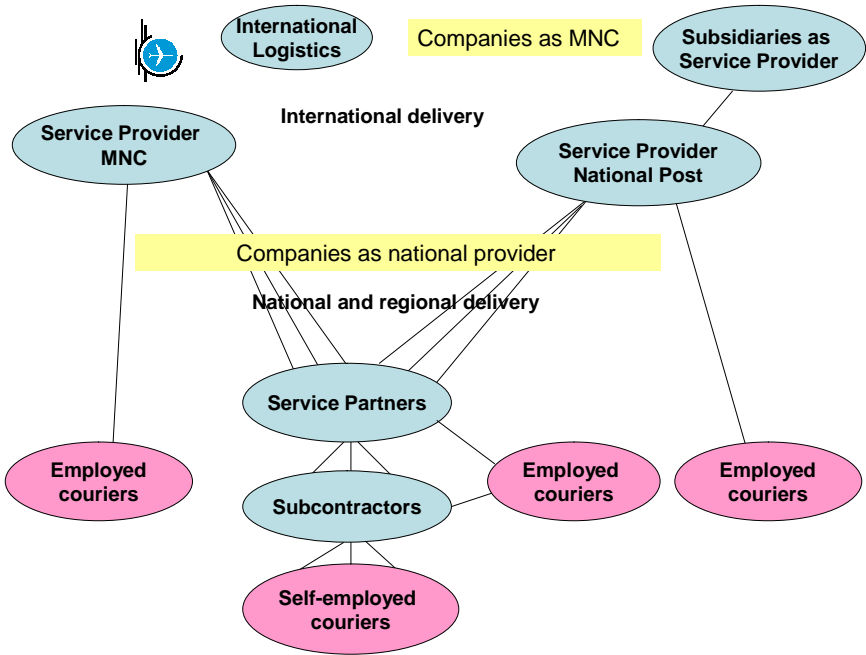 International
Logistics
Companies as MNC
Subsidiaries as
Service Provider
International delivery
Service Provider
MNC
Service Provider
National Post
Companies as national provider
National and regional delivery
Service Partners
Employed
couriers
Subcontractors
Employed
couriers
Employed
couriers
Self-employed
couriers